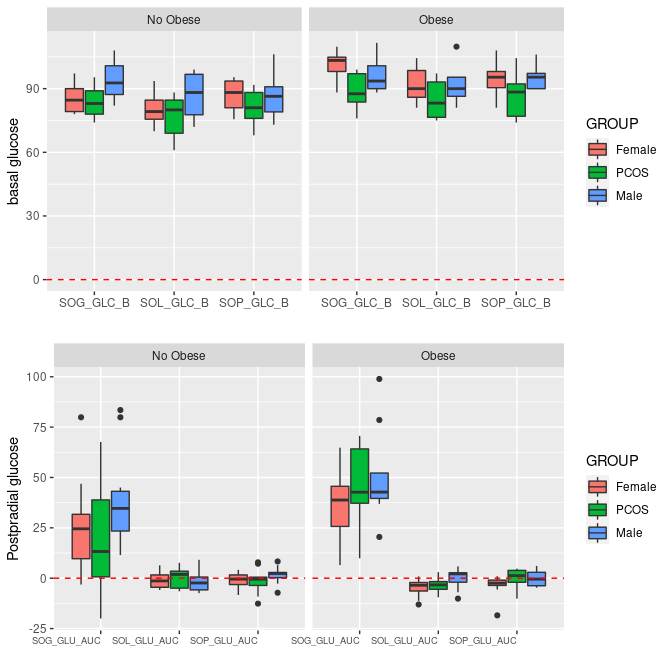 No Obese
Obese
basal glucose
90
60
30
0
SOG_GLC_B
SOL_GLC_B
SOP_GLC_B
SOG_GLC_B
SOL_GLC_B
SOP_GLC_B
GROUP
Female
PCOS
Male
No Obese
Obese
Postpradial glucose
100
75
50
25
0
-25
SOG_GLU_AUC
SOL_GLU_AUC
SOP_GLU_AUC
SOG_GLU_AUC
SOL_GLU_AUC
SOP_GLU_AUC
GROUP
Female
PCOS
Male